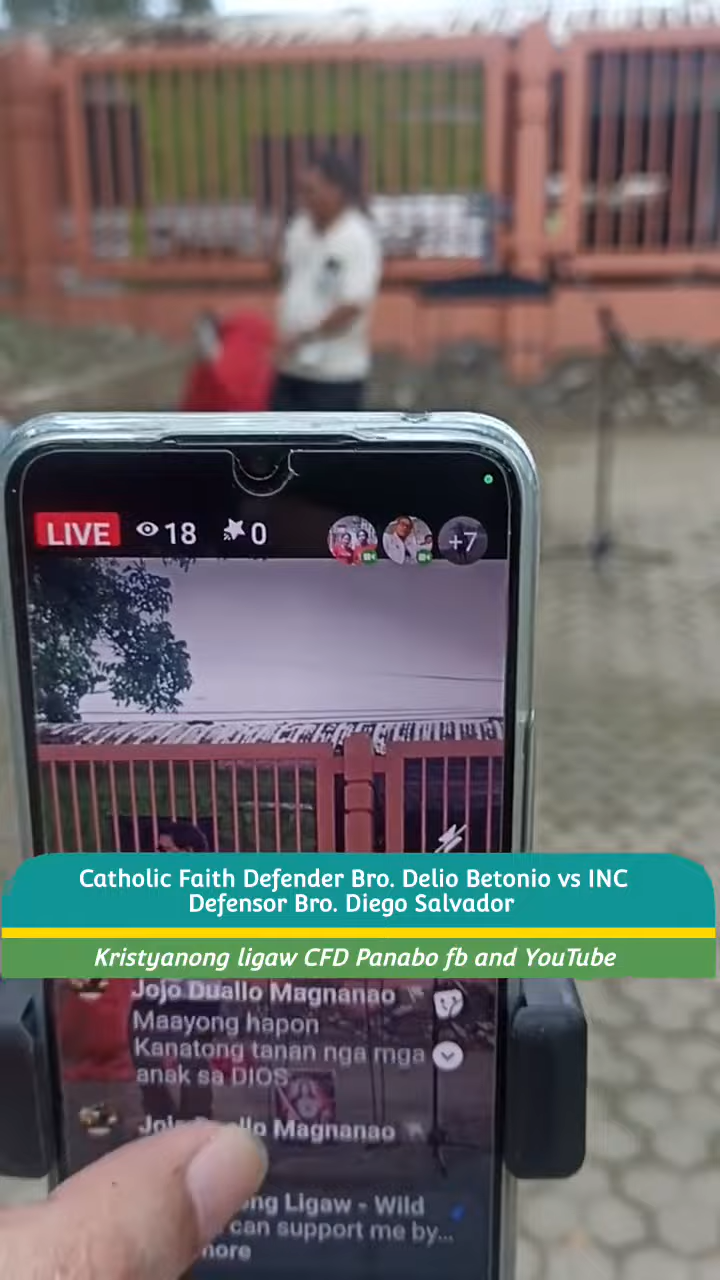 LIVE 18 0 +7
Catholic Faith Defender Bro. Delio Betonio vs INC
Defensor Bro. Diego Salvador
Kristyanong ligaw CFD Panabo fb and YouTube
Jojo Duallo Magnanao
Maayong hapon
Kanatong tanan nga mga
anak sa DIOS
Magnanao
Ligaw - Wild
can support me by...